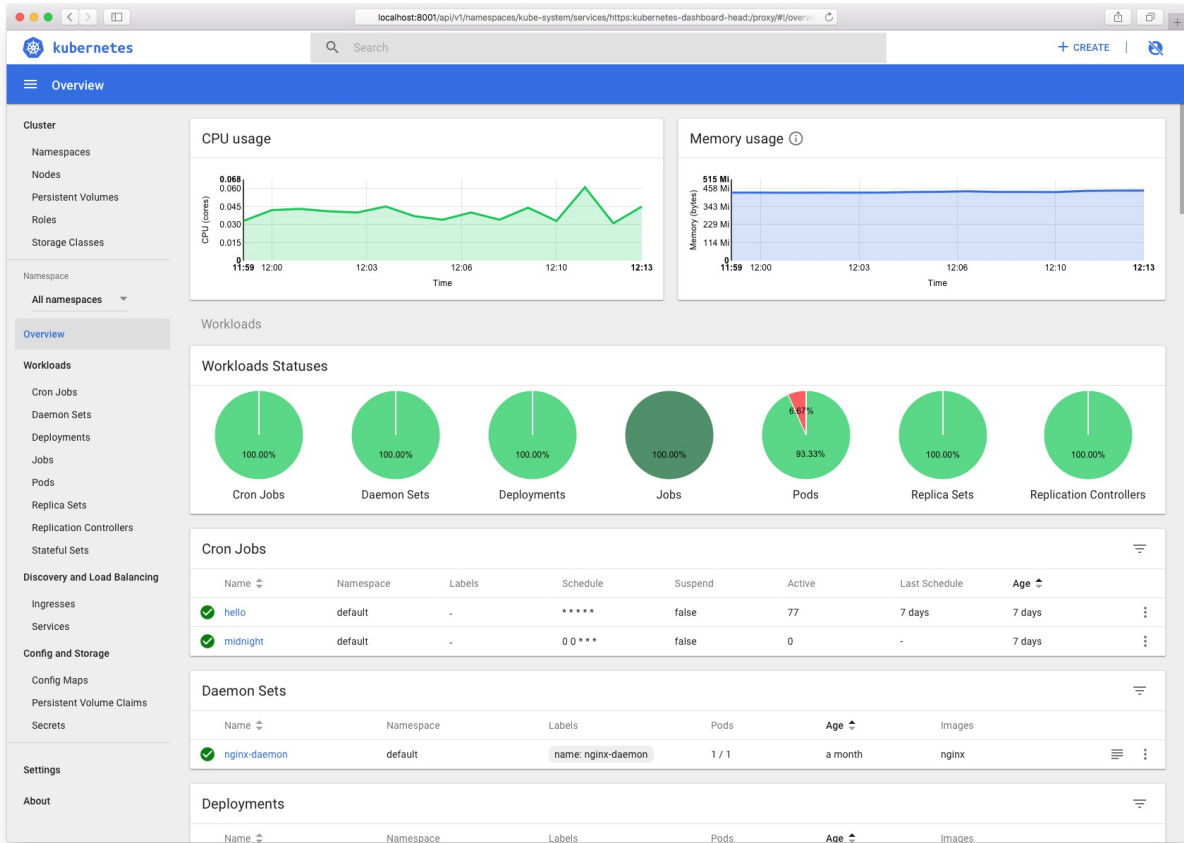 localhost:8001/api/v1/namespaces/kube-system/services/https:kubernetes-dashboard-head:/proxy/#!/overvi
kubernetes
Search
+ CREATE |
Overview
Cluster
Namespaces
Nodes
Persistent Volumes
Roles
Storage Classes
Namespace
All namespaces
Overview
Workloads
Cron Jobs
Daemon Sets
Deployments
Jobs
Pods
Replica Sets
Replication Controllers
Stateful Sets
Discovery and Load Balancing
Ingresses
Services
Config and Storage
Config Maps
Persistent Volume Claims
Secrets
Settings
About
CPU usage
CPU (cores)
0.068
0.060
0.045
0.030
0.015
0
11:59 12:00 12:03 12:06 12:10 12:13
Time
Memory usage
Memory (bytes)
515 Mi
458 Mi
343 Mi
229 Mi
114 Mi
0
11:59 12:00 12:03 12:06 12:10 12:13
Time
Workloads
Workloads Statuses
6.67%
100.00% 100.00% 100.00% 100.00% 93.33% 100.00% 100.00%
Cron Jobs Daemon Sets Deployments Jobs Pods Replica Sets Replication Controllers
Cron Jobs
Name Namespace Labels Schedule Suspend Active Last Schedule Age
hello default - * * * * * false 77 7 days 7 days
midnight default - 0 0 * * * false 0 - 7 days
Daemon Sets
Name Namespace Labels Pods Age Images
nginx-daemon default name: nginx-daemon 1 / 1 a month nginx
Deployments
Name Namespace Labels Pods Age Images